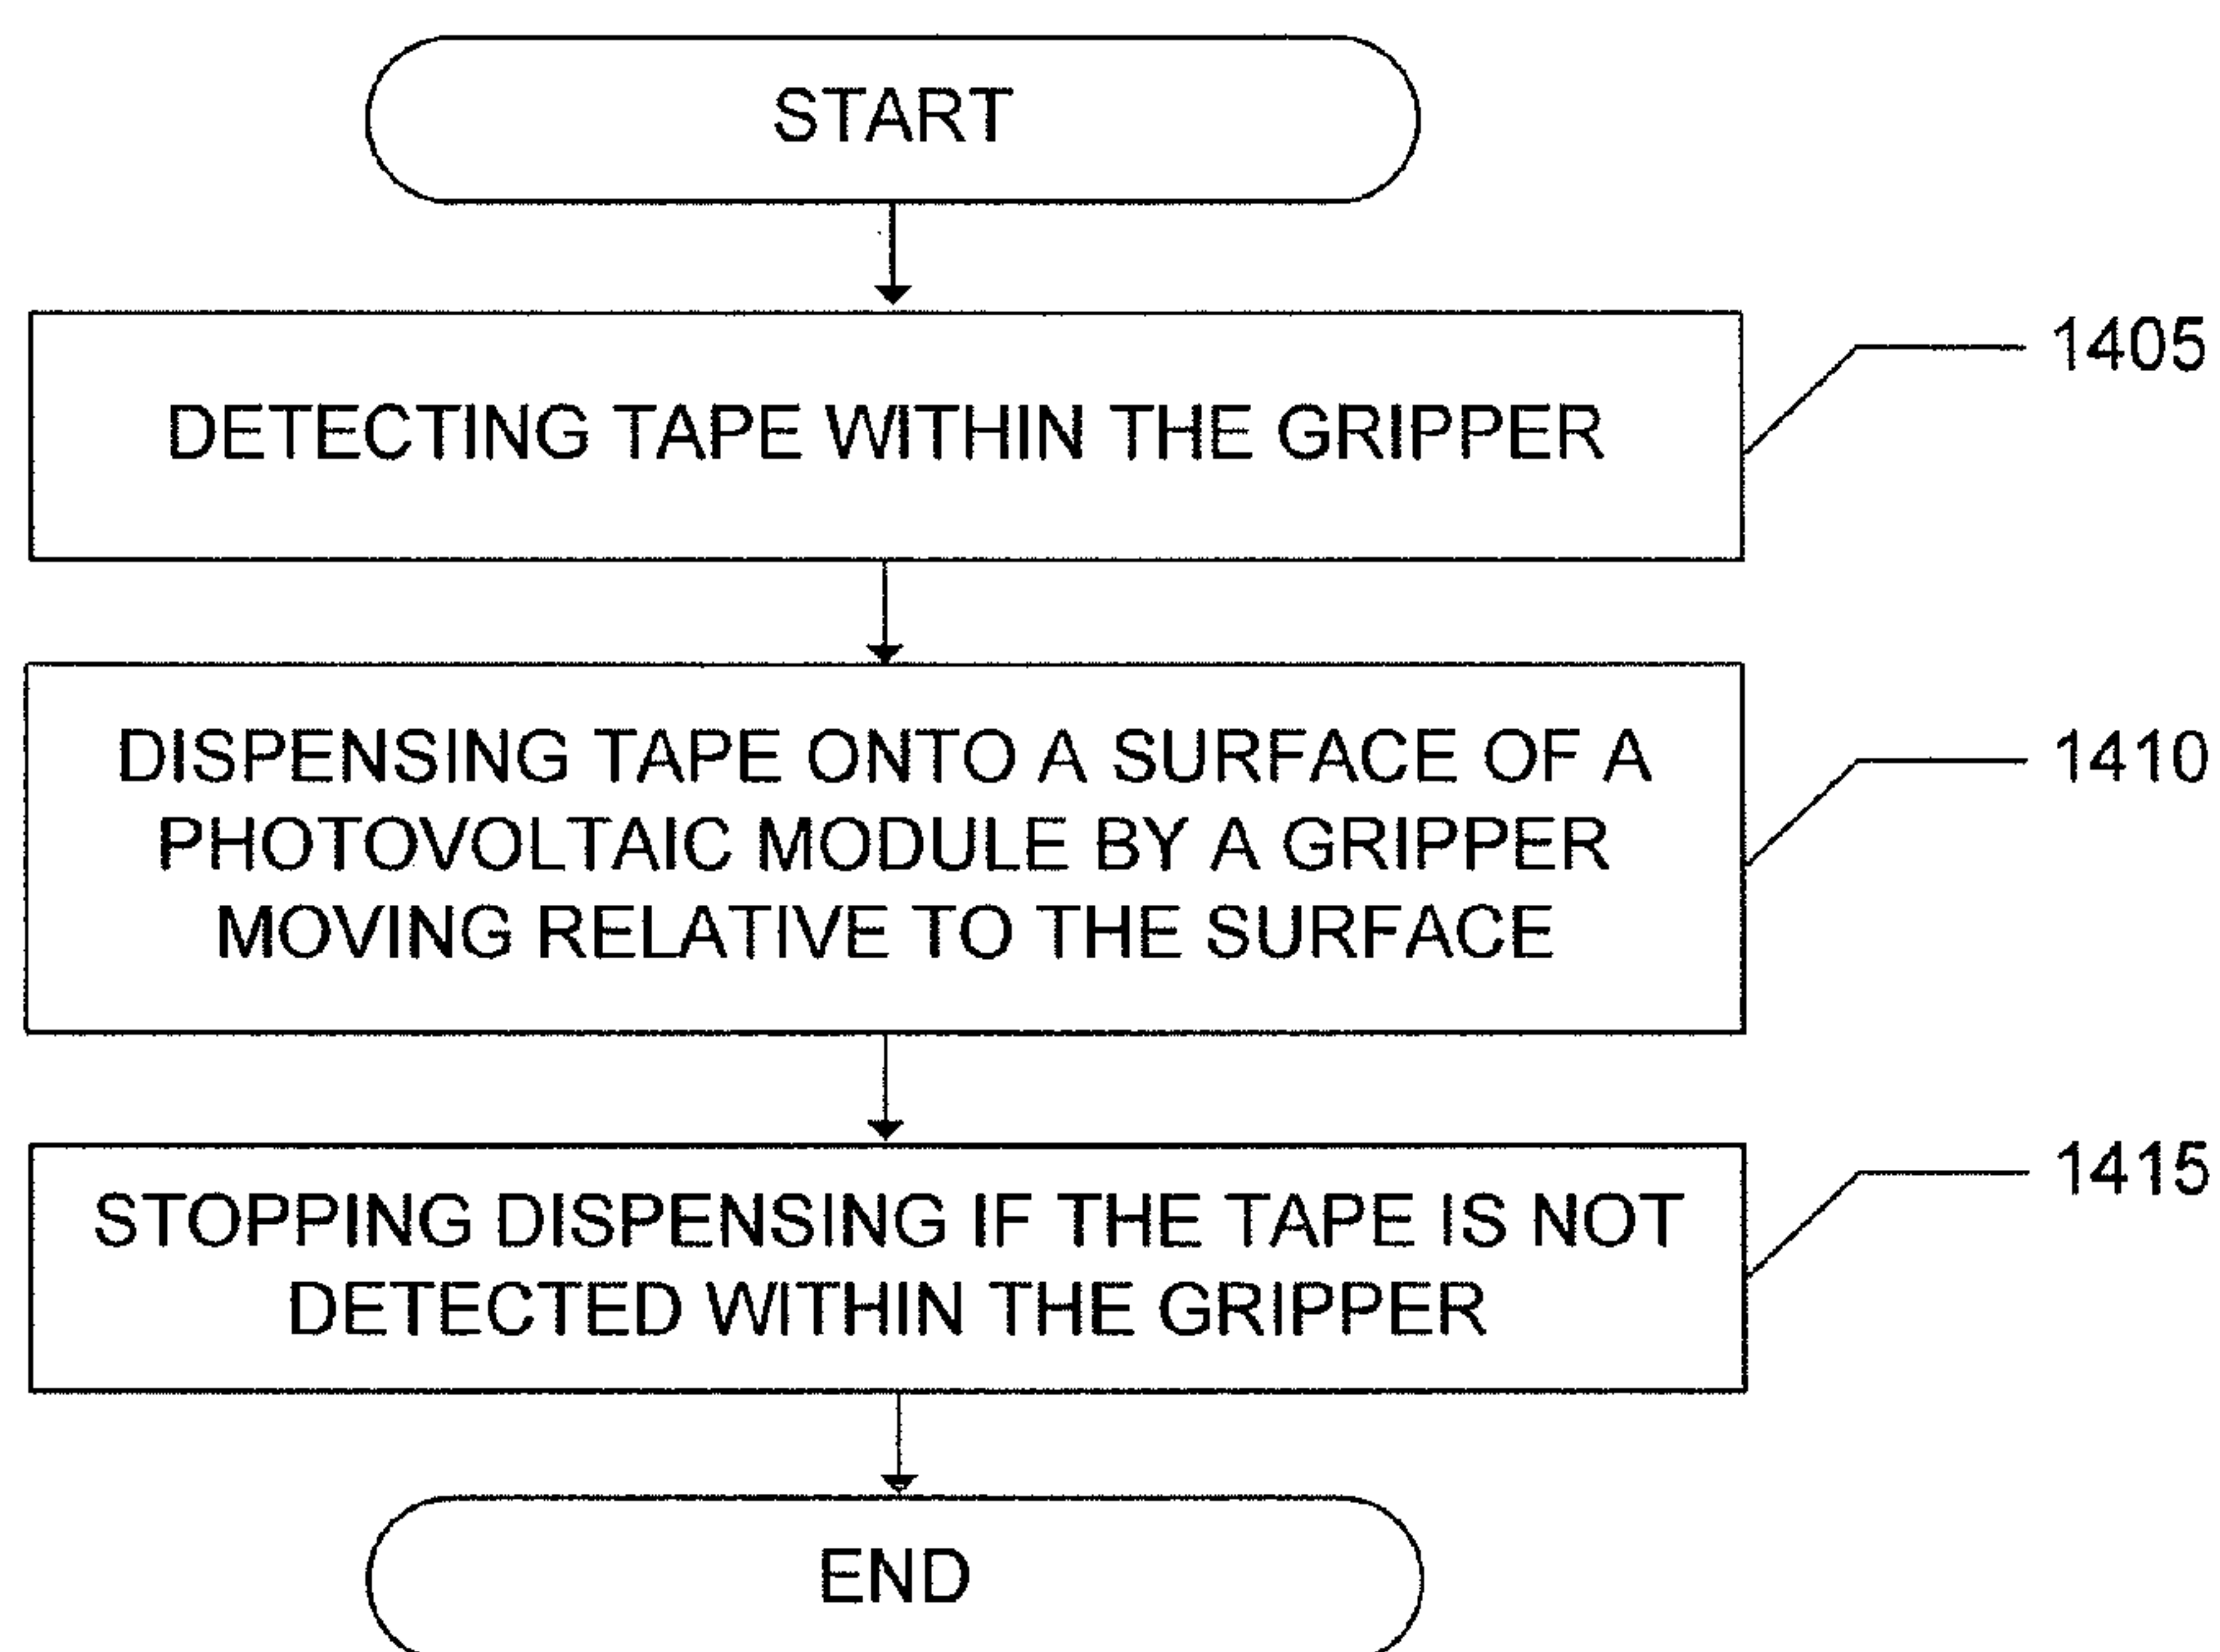 START
DETECTING TAPE WITHIN THE GRIPPER
1405
DISPENSING TAPE ONTO A SURFACE OF A
PHOTOVOLTAIC MODULE BY A GRIPPER
MOVING RELATIVE TO THE SURFACE
1410
STOPPING DISPENSING IF THE TAPE IS NOT
DETECTED WITHIN THE GRIPPER
1415
END